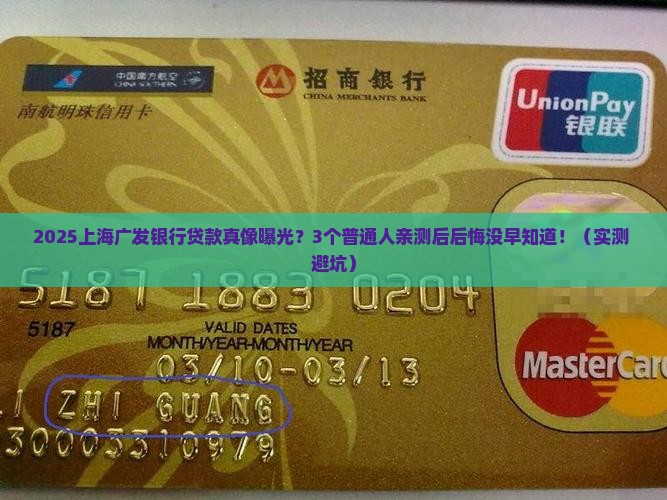 中国南方航空
CHINA SOUTHERN
招商銀行
CHINA MERCHANTS BANK
南航明珠信用卡
UnionPay
银联
2025上海广发银行贷款真像曝光？3个普通人亲测后后悔没早知道！（实测
避坑）
5187 1883 0204
5187
VALID DATES
MONTH/YEAR-MONTH/YEAR
03/10-03/13
MasterCard
ZHI GUANG
30003310979